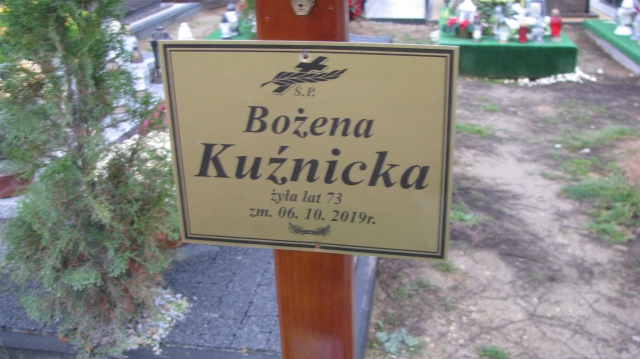 Ś.P.
Bożena
Kuźnicka
żyła lat 73
zm. 06. 10. 2019r.